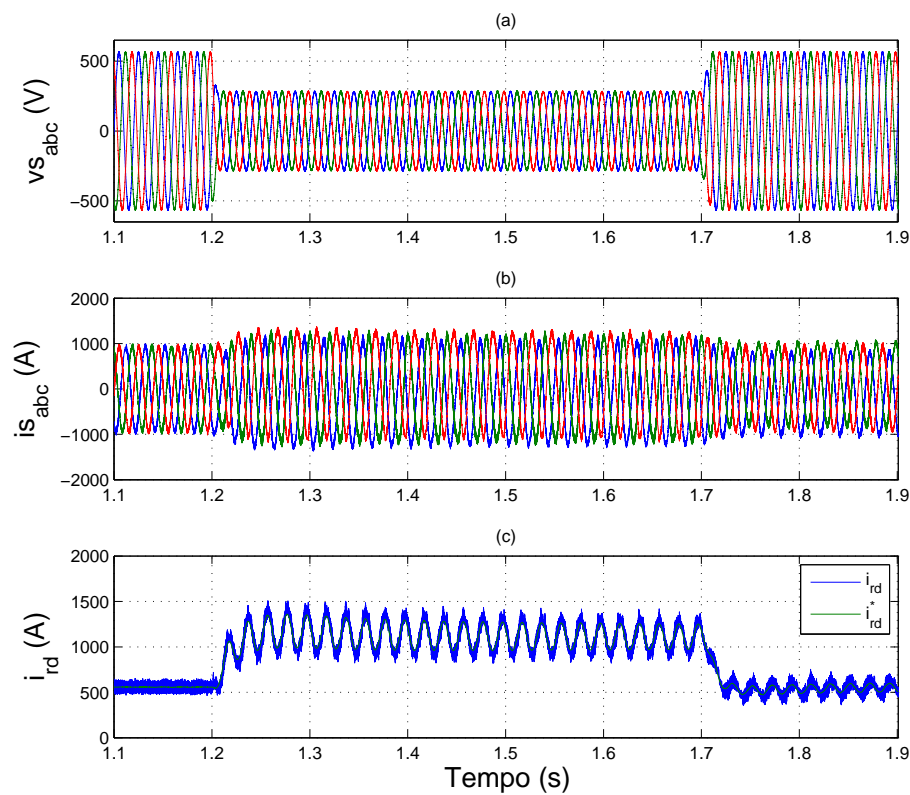 (a)
vs_abc (V)
500
0
−500
1.1 1.2 1.3 1.4 1.5 1.6 1.7 1.8 1.9
(b)
is_abc (A)
2000
1000
0
−1000
−2000
1.1 1.2 1.3 1.4 1.5 1.6 1.7 1.8 1.9
(c)
i_rd (A)
2000
1500
1000
500
0
i_rd
i*_rd
1.1 1.2 1.3 1.4 1.5 1.6 1.7 1.8 1.9
Tempo (s)